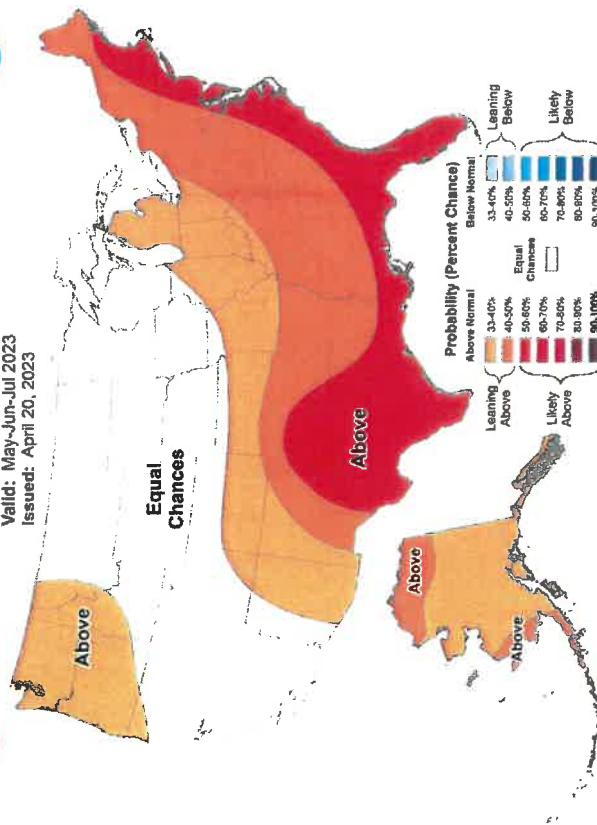 Valid: May-Jun-Jul 2023
Issued: April 20, 2023
Above
Equal
Chances
Above
Above
Above
Probability (Percent Chance)
Above Normal
Below Normal
Leaning
Above
33-40%
40-50%
50-60%
60-70%
70-80%
80-90%
90-100%
Likely
Above
Equal
Chances
33-40%
40-50%
50-60%
60-70%
70-80%
80-90%
90-100%
Leaning
Below
Likely
Below